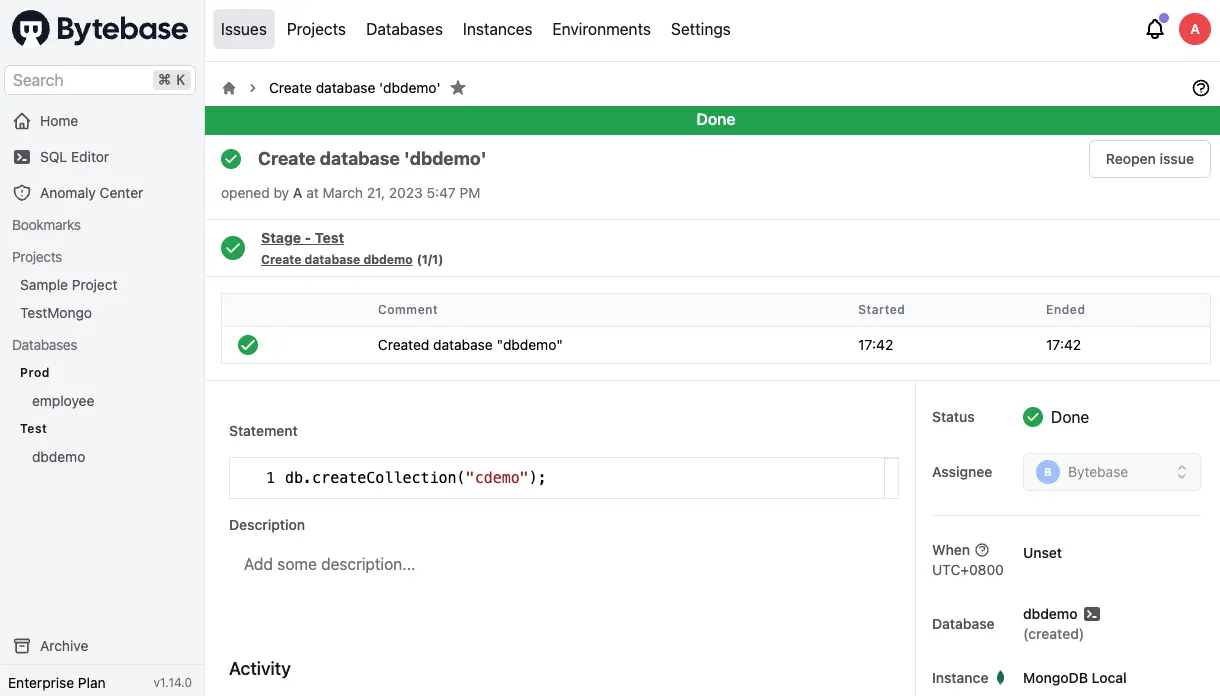 Bytebase
Issues Projects Databases Instances Environments Settings
A
Search ⌘ K
Home
SQL Editor
Anomaly Center
Bookmarks
Projects
Sample Project
TestMongo
Databases
Prod
employee
Test
dbdemo
Archive
Enterprise Plan v1.14.0
Create database 'dbdemo'
Done
Create database 'dbdemo'
Reopen issue
opened by A at March 21, 2023 5:47 PM
Stage - Test
Create database dbdemo (1/1)
Comment Started Ended
Created database "dbdemo" 17:42 17:42
Statement
1 db.createCollection("cdemo");
Description
Add some description...
Activity
Status Done
Assignee B Bytebase
When Unset
UTC+0800
Database dbdemo
(created)
Instance MongoDB Local